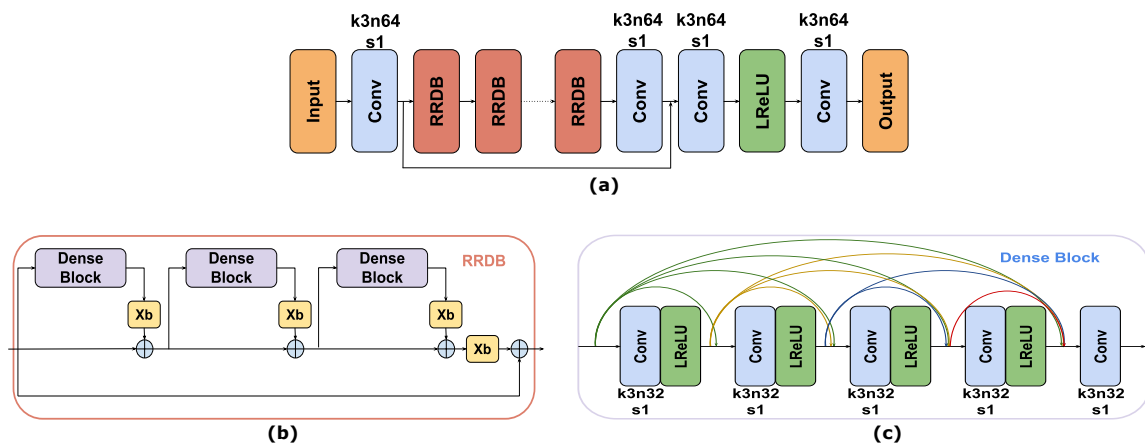 k3n64
s1
k3n64
s1
k3n64
s1
k3n64
s1
Input
Conv
RRDB
RRDB
RRDB
Conv
Conv
LReLU
Conv
Output
(a)
Dense
Block
Dense
Block
Dense
Block
RRDB
Xb
Xb
Xb
Xb
(b)
Dense Block
Conv
LReLU
Conv
LReLU
Conv
LReLU
Conv
LReLU
Conv
k3n32
s1
k3n32
s1
k3n32
s1
k3n32
s1
k3n32
s1
(c)